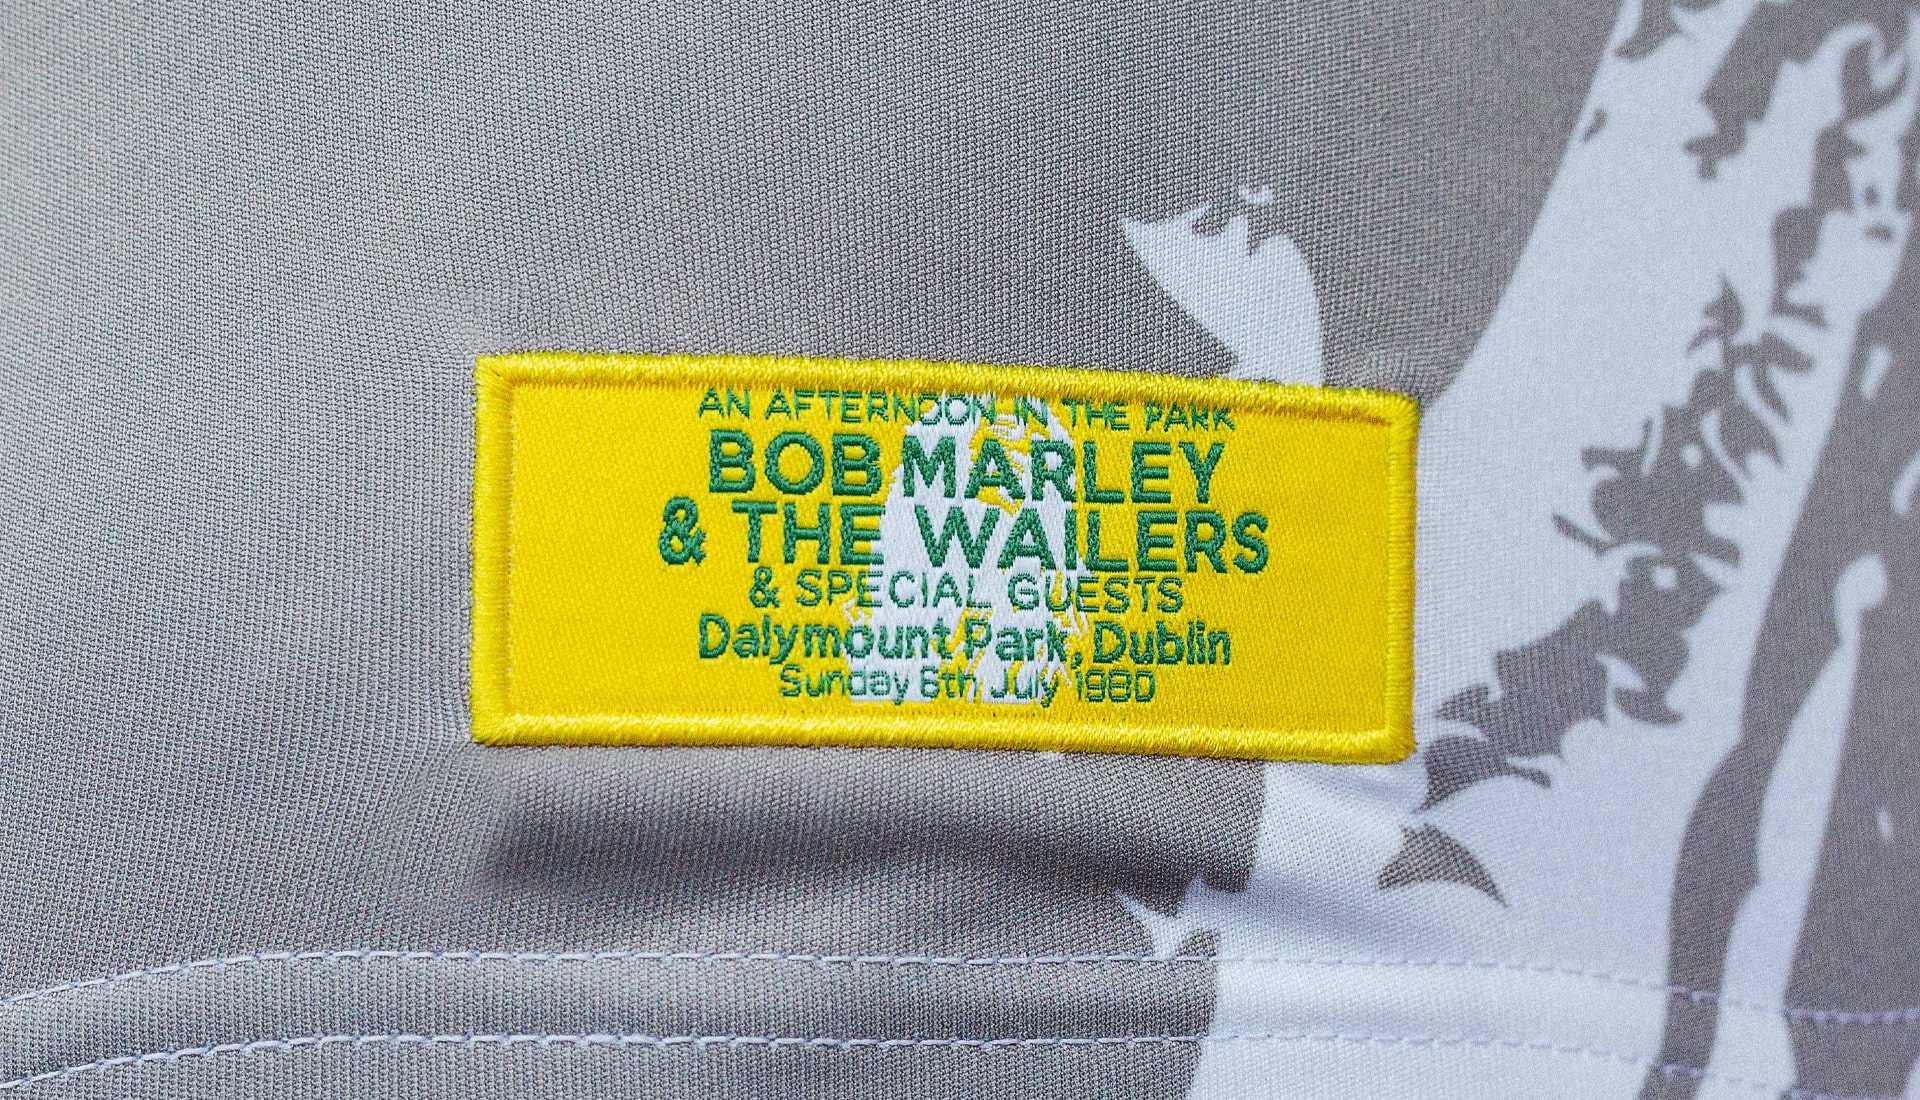 AN AFTERNOON IN THE PARK
BOB MARLEY
& THE WAILERS
& SPECIAL GUESTS
Dalymount Park, Dublin
Sunday 6th July 1980